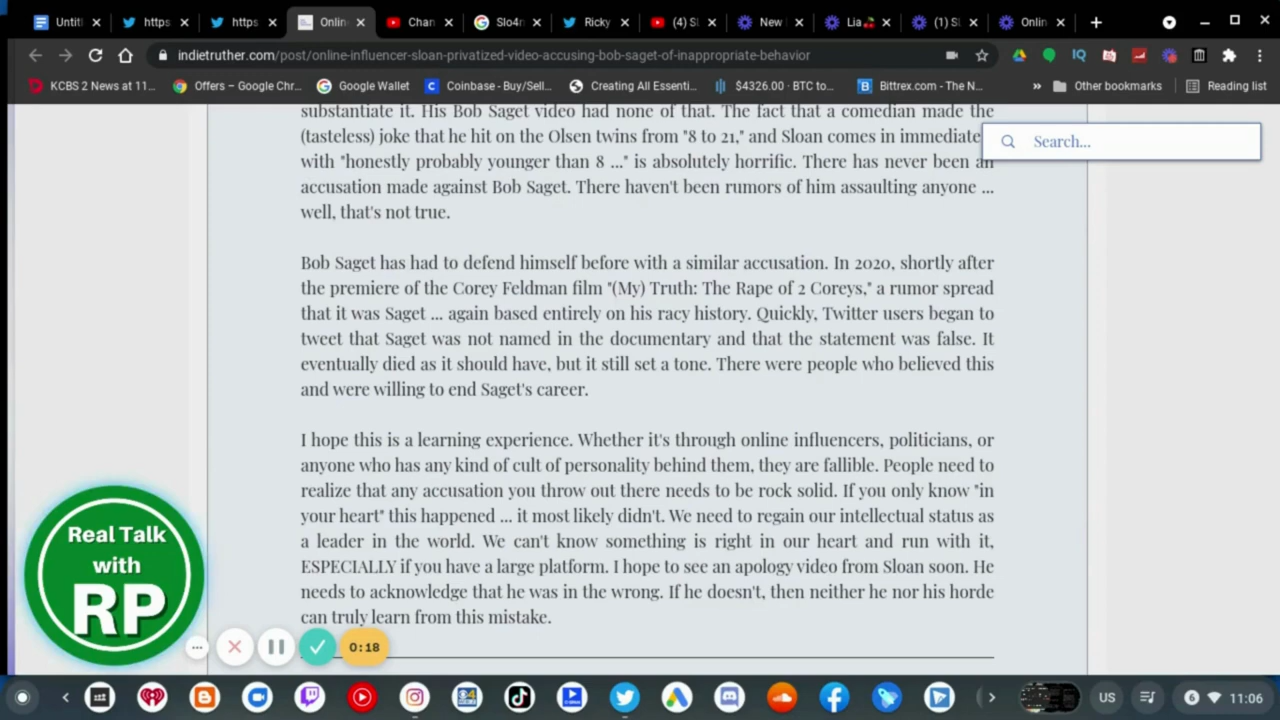 Untitl
https
https
Onlin
Chan
Slo4n
Ricky
(4) Sl
New
Lia🍒
(1) SL
Onlin
indietruther.com/post/online-influencer-sloan-privatized-video-accusing-bob-saget-of-inappropriate-behavior
KCBS 2 News at 11...
Offers – Google Chr...
Google Wallet
Coinbase - Buy/Sell...
Creating All Essenti...
$4326.00 · BTC to...
Bittrex.com - The N...
»
Other bookmarks
Reading list
Search...
substantiate it. His Bob Saget video had none of that. The fact that a comedian made the
(tasteless) joke that he hit on the Olsen twins from "8 to 21," and Sloan comes in immediate
with "honestly probably younger than 8 ..." is absolutely horrific. There has never been an
accusation made against Bob Saget. There haven't been rumors of him assaulting anyone ...
well, that's not true.
Bob Saget has had to defend himself before with a similar accusation. In 2020, shortly after
the premiere of the Corey Feldman film "(My) Truth: The Rape of 2 Coreys," a rumor spread
that it was Saget ... again based entirely on his racy history. Quickly, Twitter users began to
tweet that Saget was not named in the documentary and that the statement was false. It
eventually died as it should have, but it still set a tone. There were people who believed this
and were willing to end Saget's career.
I hope this is a learning experience. Whether it's through online influencers, politicians, or
anyone who has any kind of cult of personality behind them, they are fallible. People need to
realize that any accusation you throw out there needs to be rock solid. If you only know "in
your heart" this happened ... it most likely didn't. We need to regain our intellectual status as
a leader in the world. We can't know something is right in our heart and run with it,
ESPECIALLY if you have a large platform. I hope to see an apology video from Sloan soon. He
needs to acknowledge that he was in the wrong. If he doesn't, then neither he nor his horde
can truly learn from this mistake.
Real Talk
with
RP
0:18
US
6
11:06